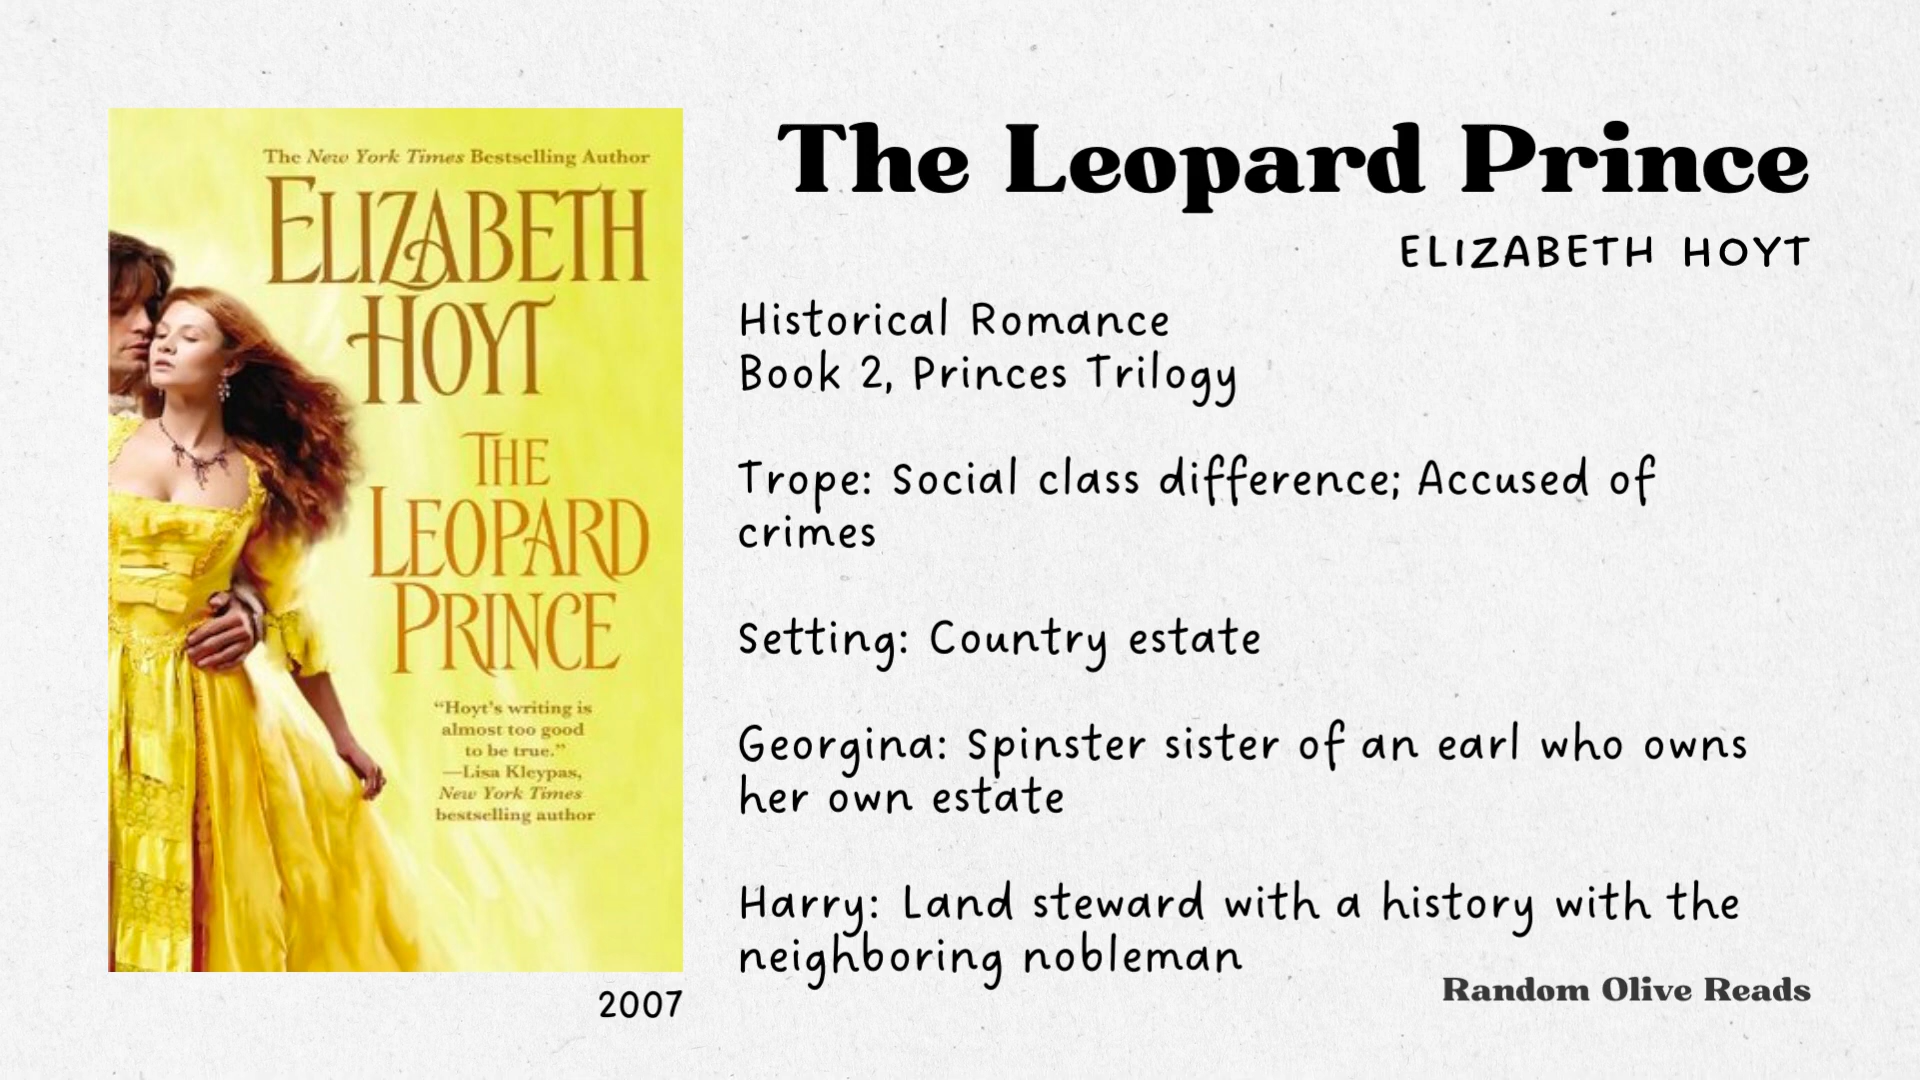 The New York Times Bestselling Author
ELIZABETH
HOYT
THE
LEOPARD
PRINCE
“Hoyt’s writing is
almost too good
to be true.”
—Lisa Kleypas,
New York Times
bestselling author
2007
The Leopard Prince
ELIZABETH HOYT
Historical Romance
Book 2, Princes Trilogy
Trope: Social class difference; Accused of
crimes
Setting: Country estate
Georgina: Spinster sister of an earl who owns
her own estate
Harry: Land steward with a history with the
neighboring nobleman
Random Olive Reads